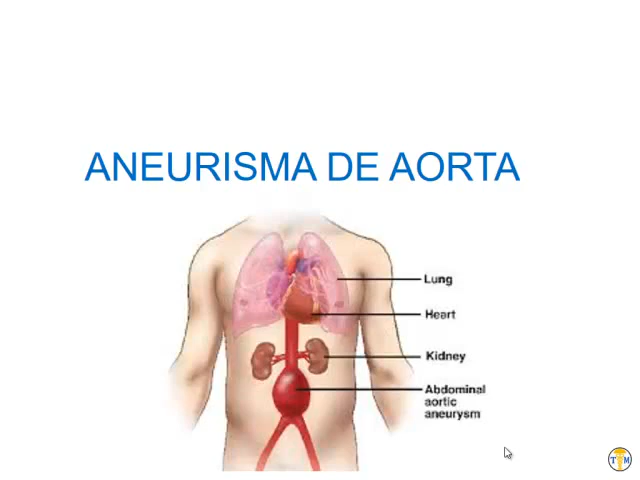 ANEURISMA DE AORTA
Lung
Heart
Kidney
Abdominal
aortic
aneurysm
T M